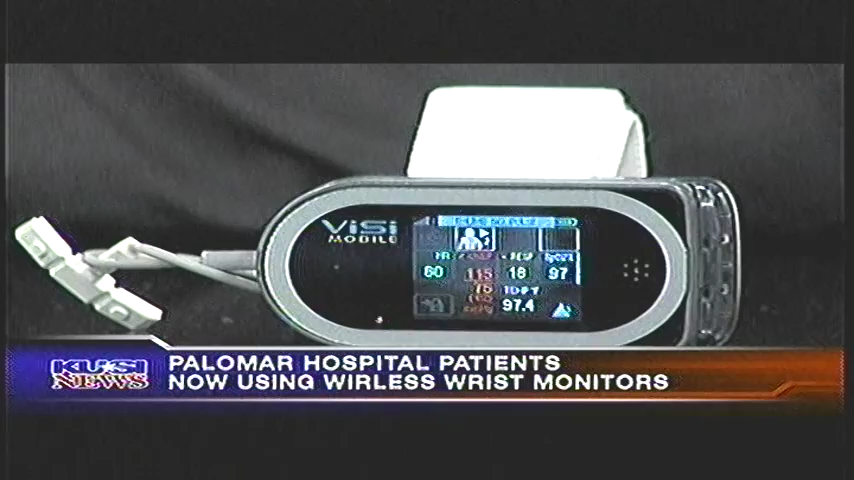 ViSi
MOBILE
HR
60
115
18
97
76
97.4
KUSI
NEWS
PALOMAR HOSPITAL PATIENTS
NOW USING WIRLESS WRIST MONITORS